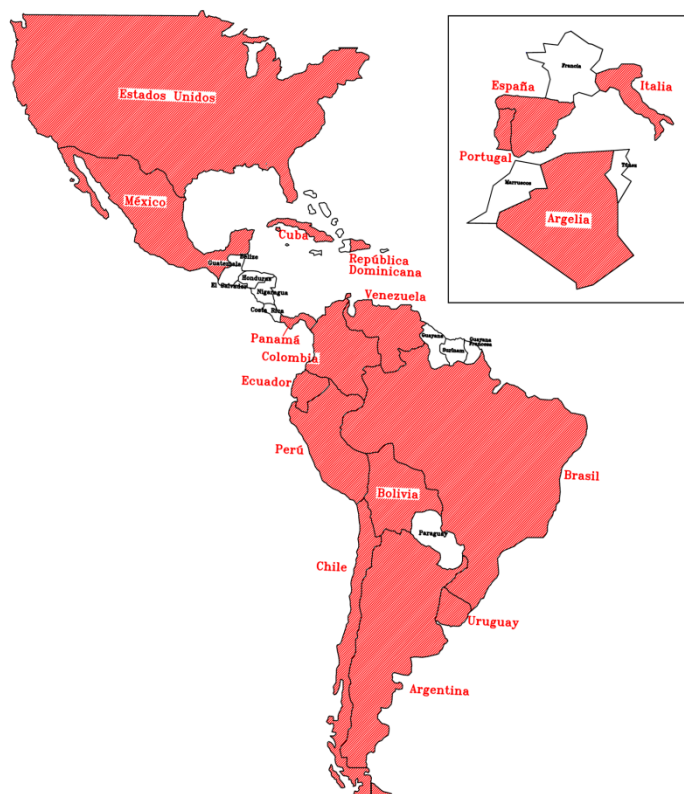 Estados Unidos
México
Cuba
República
Dominicana
Belize
Guatemala
Honduras
El Salvador
Nicaragua
Costa Rica
Venezuela
Panamá
Colombia
Guayana
Surinam
Guayana
Francesa
Ecuador
Perú
Brasil
Bolivia
Paraguay
Chile
Uruguay
Argentina
Francia
España
Italia
Portugal
Túnez
Marruecos
Argelia